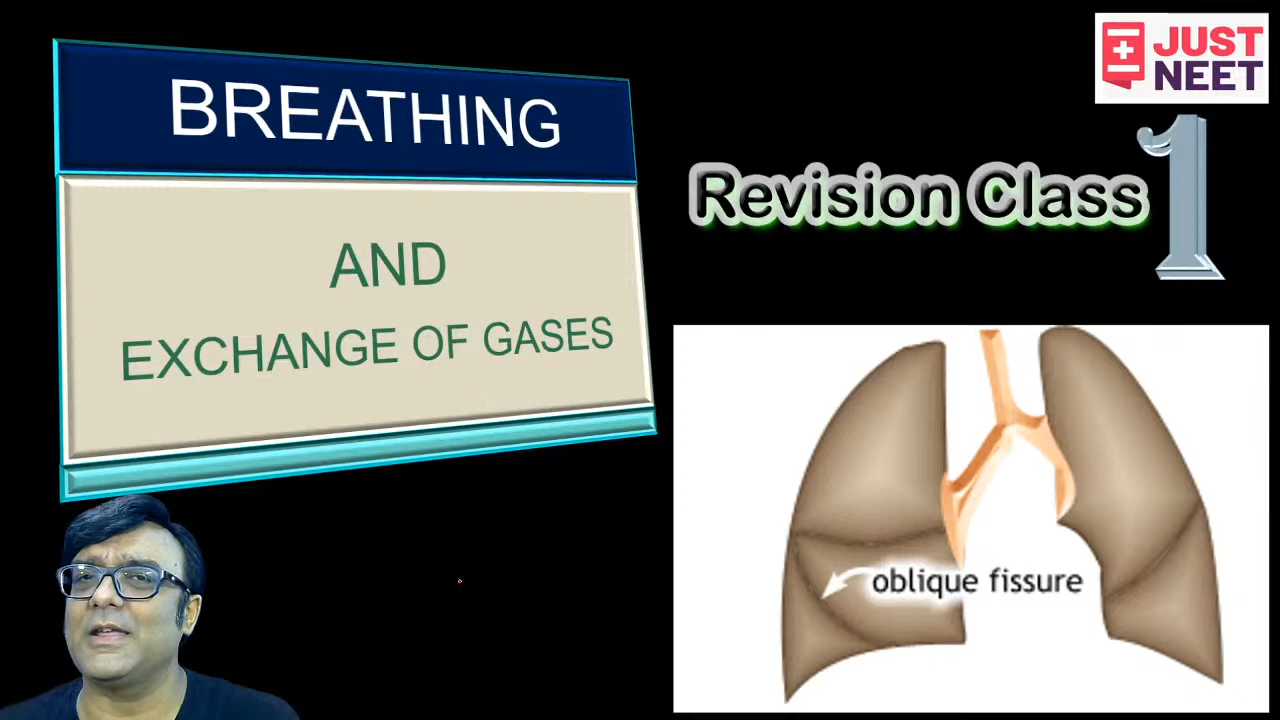 BREATHING
AND
EXCHANGE OF GASES
JUST
NEET
Revision Class 1
oblique fissure